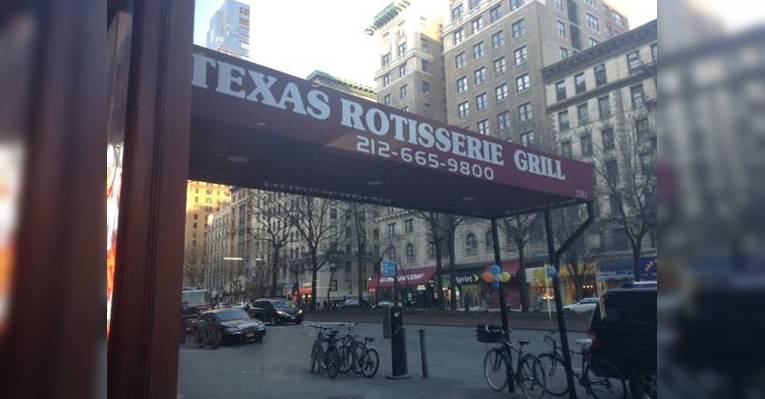 TEXAS ROTISSERIE GRILL
212-665-9800
Sprint